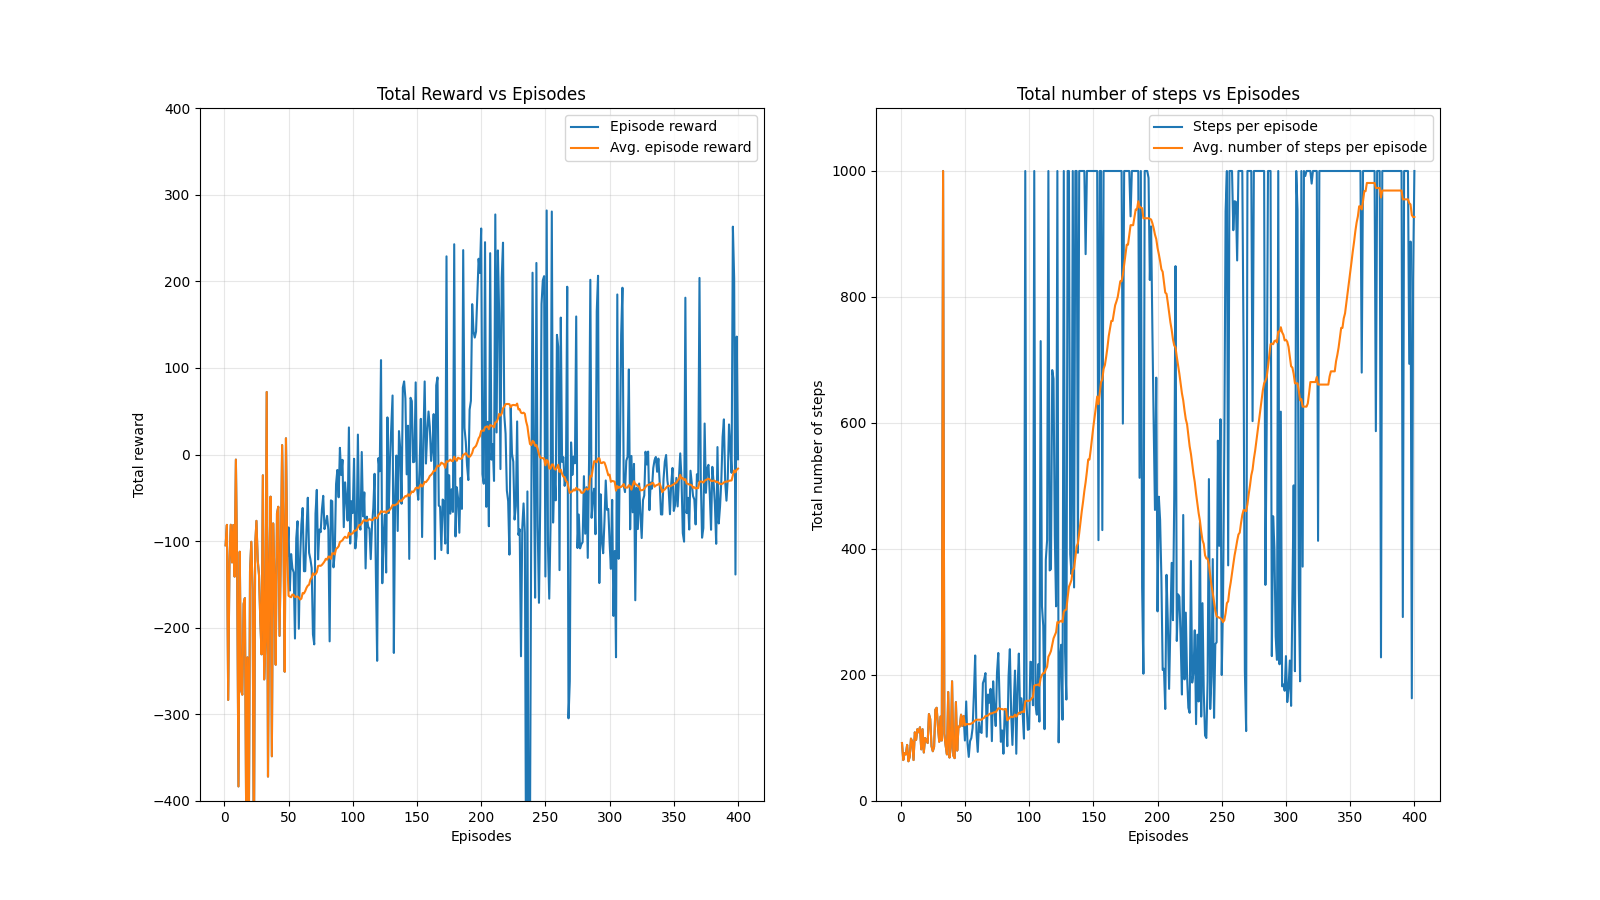 Total Reward vs Episodes
400
300
200
100
0
−100
−200
−300
−400
Total reward
0 50 100 150 200 250 300 350 400
Episodes
Episode reward
Avg. episode reward
Total number of steps vs Episodes
1000
800
600
400
200
0
Total number of steps
0 50 100 150 200 250 300 350 400
Episodes
Steps per episode
Avg. number of steps per episode